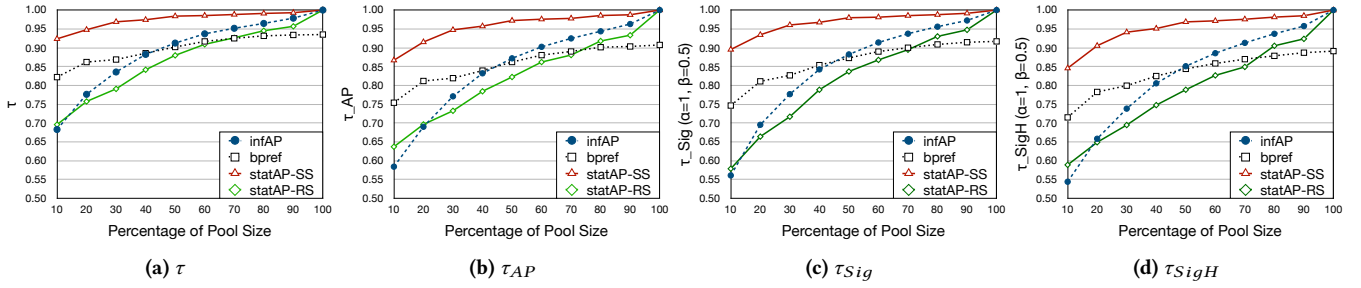 τ
1.00
0.95
0.90
0.85
0.80
0.75
0.70
0.65
0.60
0.55
0.50
infAP
bpref
statAP-SS
statAP-RS
10 20 30 40 50 60 70 80 90 100
Percentage of Pool Size
(a) τ
τ_AP
1.00
0.95
0.90
0.85
0.80
0.75
0.70
0.65
0.60
0.55
0.50
infAP
bpref
statAP-SS
statAP-RS
10 20 30 40 50 60 70 80 90 100
Percentage of Pool Size
(b) τ_AP
τ_Sig (α=1, β=0.5)
1.00
0.95
0.90
0.85
0.80
0.75
0.70
0.65
0.60
0.55
0.50
infAP
bpref
statAP-SS
statAP-RS
10 20 30 40 50 60 70 80 90 100
Percentage of Pool Size
(c) τ_Sig
τ_SigH (α=1, β=0.5)
1.00
0.95
0.90
0.85
0.80
0.75
0.70
0.65
0.60
0.55
0.50
infAP
bpref
statAP-SS
statAP-RS
10 20 30 40 50 60 70 80 90 100
Percentage of Pool Size
(d) τ_SigH